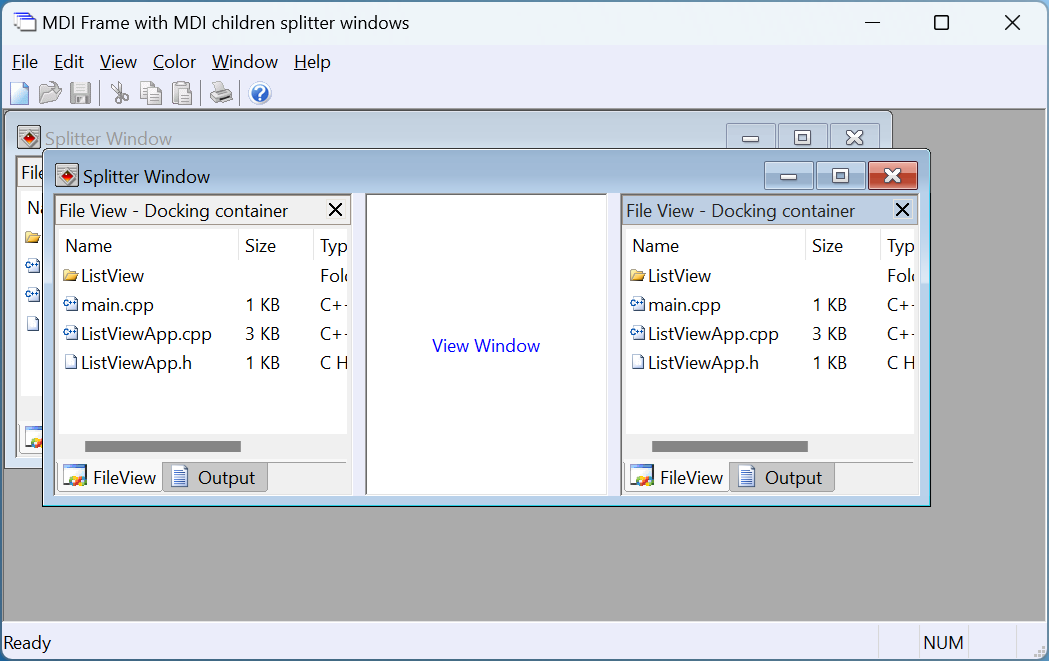 MDI Frame with MDI children splitter windows
File Edit View Color Window Help
Splitter Window
File
Splitter Window
File View - Docking container
Name Size Typ
ListView Fol
main.cpp 1 KB C+
ListViewApp.cpp 3 KB C+
ListViewApp.h 1 KB C H
FileView Output
View Window
File View - Docking container
Name Size Typ
ListView Fol
main.cpp 1 KB C+
ListViewApp.cpp 3 KB C+
ListViewApp.h 1 KB C H
FileView Output
Ready NUM